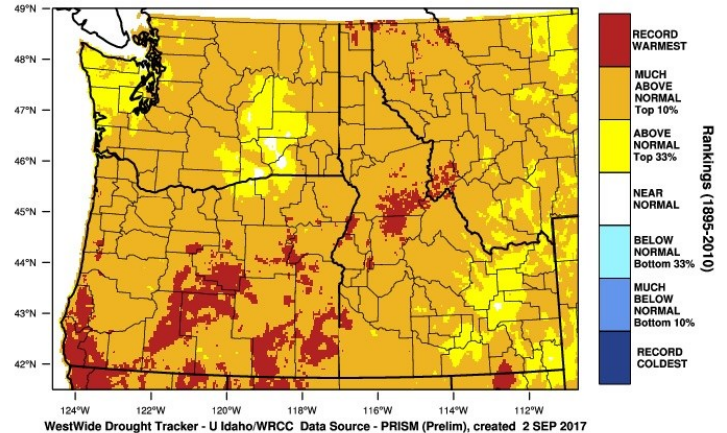 49°N
48°N
47°N
46°N
45°N
44°N
43°N
42°N
124°W 122°W 120°W 118°W 116°W 114°W 112°W
RECORD
WARMEST
MUCH
ABOVE
NORMAL
Top 10%
ABOVE
NORMAL
Top 33%
NEAR
NORMAL
BELOW
NORMAL
Bottom 33%
MUCH
BELOW
NORMAL
Bottom 10%
RECORD
COLDEST
Rankings (1895-2010)
WestWide Drought Tracker - U Idaho/WRCC Data Source - PRISM (Prelim), created 2 SEP 2017